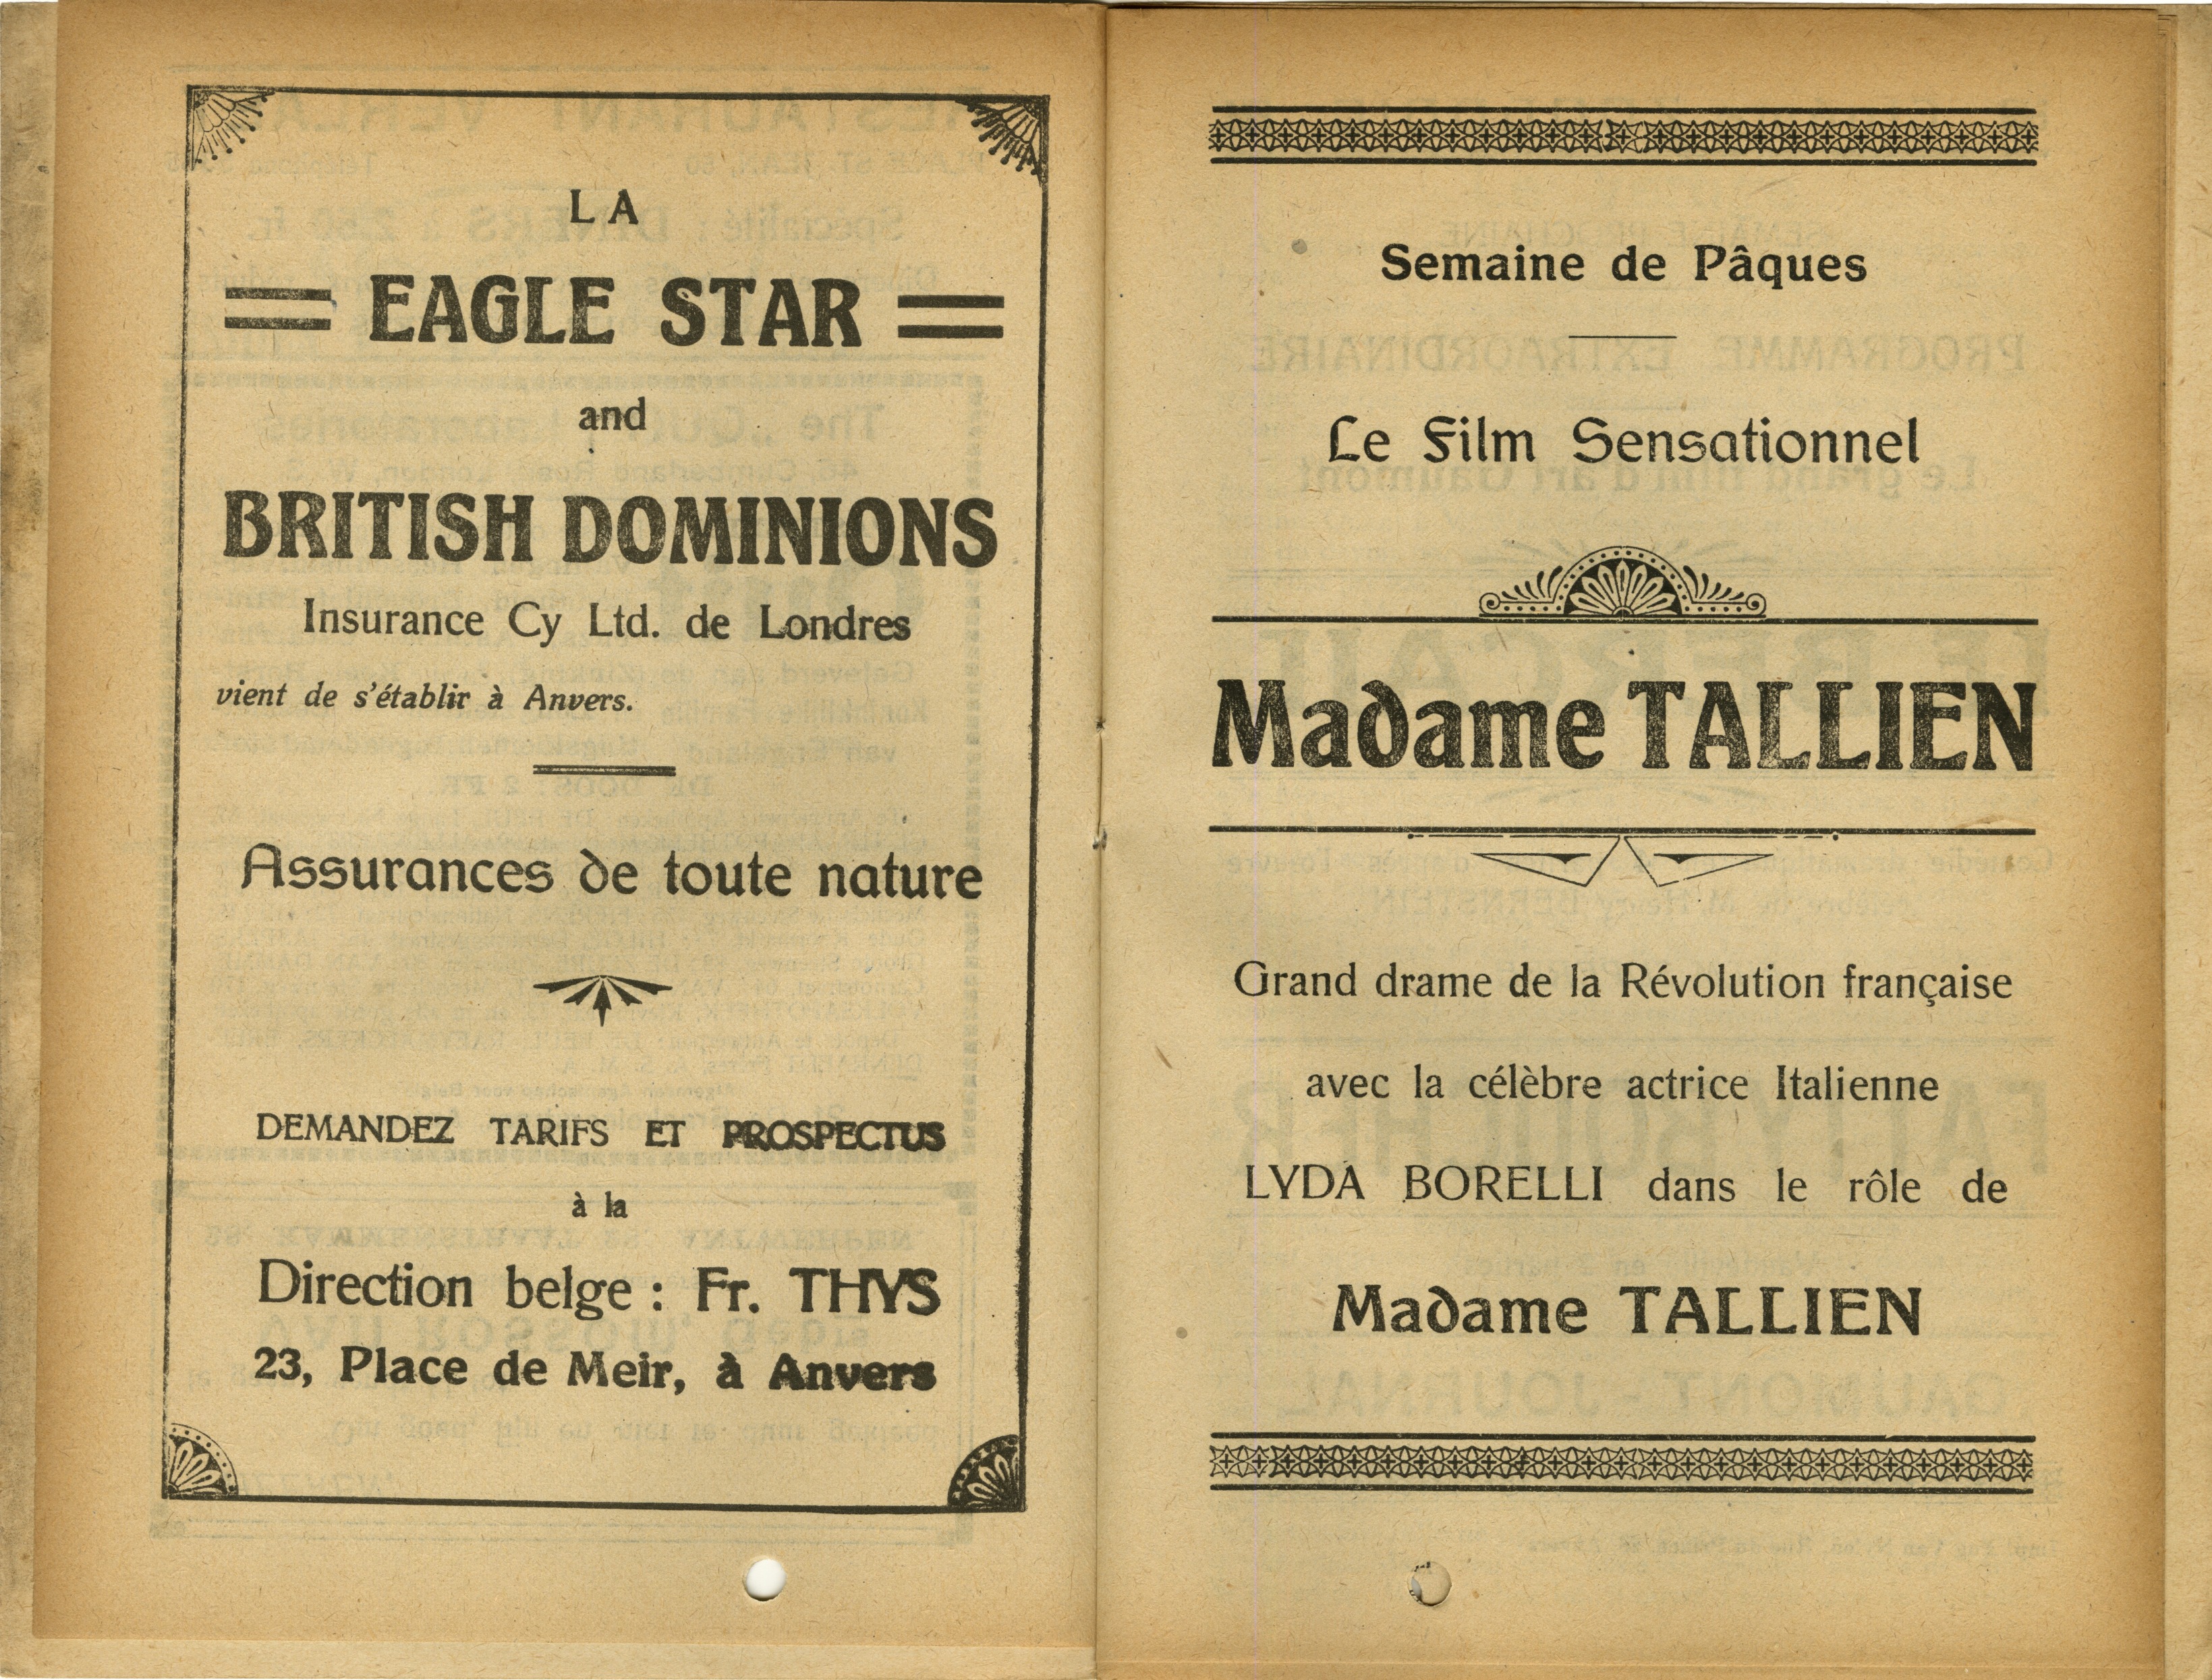 LA
EAGLE STAR
and
BRITISH DOMINIONS
Insurance Cy Ltd. de Londres
vient de s'établir à Anvers.
Assurances de toute nature
DEMANDEZ TARIFS ET PROSPECTUS
à la
Direction belge : Fr. THYS
23, Place de Meir, à Anvers
Semaine de Pâques
Le Film Sensationnel
Madame TALLIEN
Grand drame de la Révolution française
avec la célèbre actrice Italienne
LYDA BORELLI dans le rôle de
Madame TALLIEN